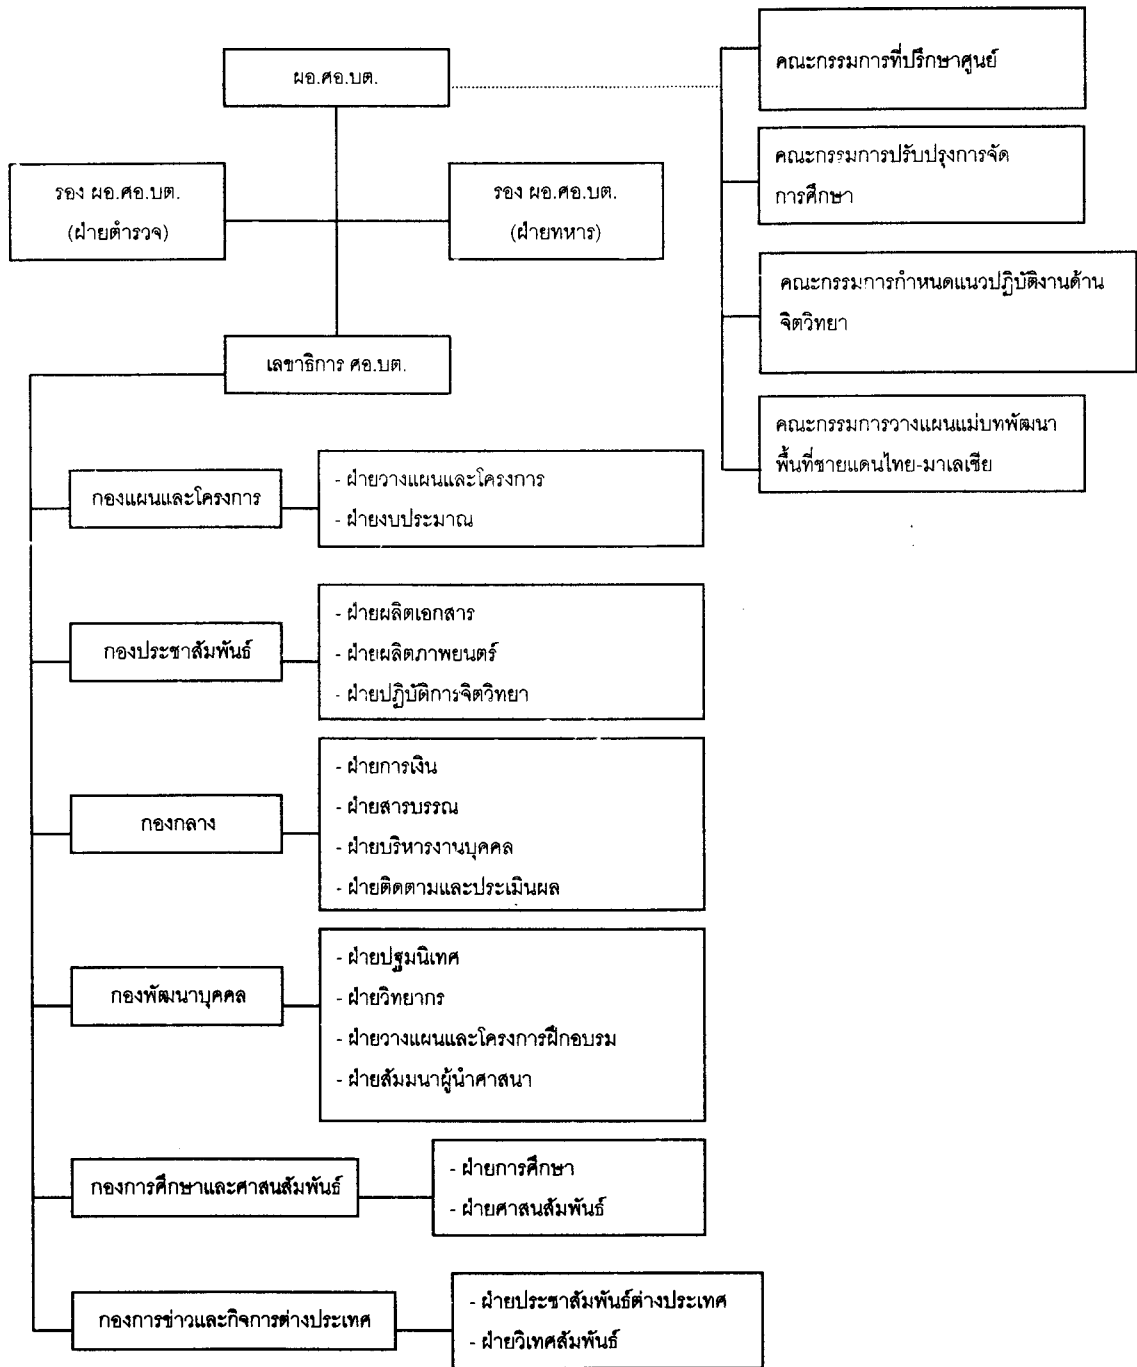 ผอ.ศอ.บต.
คณะกรรมการที่ปรึกษาศูนย์
คณะกรรมการปรับปรุงการจัด
การศึกษา
รอง ผอ.ศอ.บต.
(ฝ่ายตำรวจ)
รอง ผอ.ศอ.บต.
(ฝ่ายทหาร)
คณะกรรมการกำหนดแนวปฏิบัติงานด้าน
จิตวิทยา
เลขาธิการ ศอ.บต.
คณะกรรมการวางแผนแม่บทพัฒนา
พื้นที่ชายแดนไทย-มาเลเซีย
กองแผนและโครงการ
- ฝ่ายวางแผนและโครงการ
- ฝ่ายงบประมาณ
กองประชาสัมพันธ์
- ฝ่ายผลิตเอกสาร
- ฝ่ายผลิตภาพยนตร์
- ฝ่ายปฏิบัติการจิตวิทยา
กองกลาง
- ฝ่ายการเงิน
- ฝ่ายสารบรรณ
- ฝ่ายบริหารงานบุคคล
- ฝ่ายติดตามและประเมินผล
กองพัฒนาบุคคล
- ฝ่ายปฐมนิเทศ
- ฝ่ายวิทยากร
- ฝ่ายวางแผนและโครงการฝึกอบรม
- ฝ่ายสัมมนาผู้นำศาสนา
กองการศึกษาและศาสนสัมพันธ์
- ฝ่ายการศึกษา
- ฝ่ายศาสนสัมพันธ์
กองการข่าวและกิจการต่างประเทศ
- ฝ่ายประชาสัมพันธ์ต่างประเทศ
- ฝ่ายวิเทศสัมพันธ์